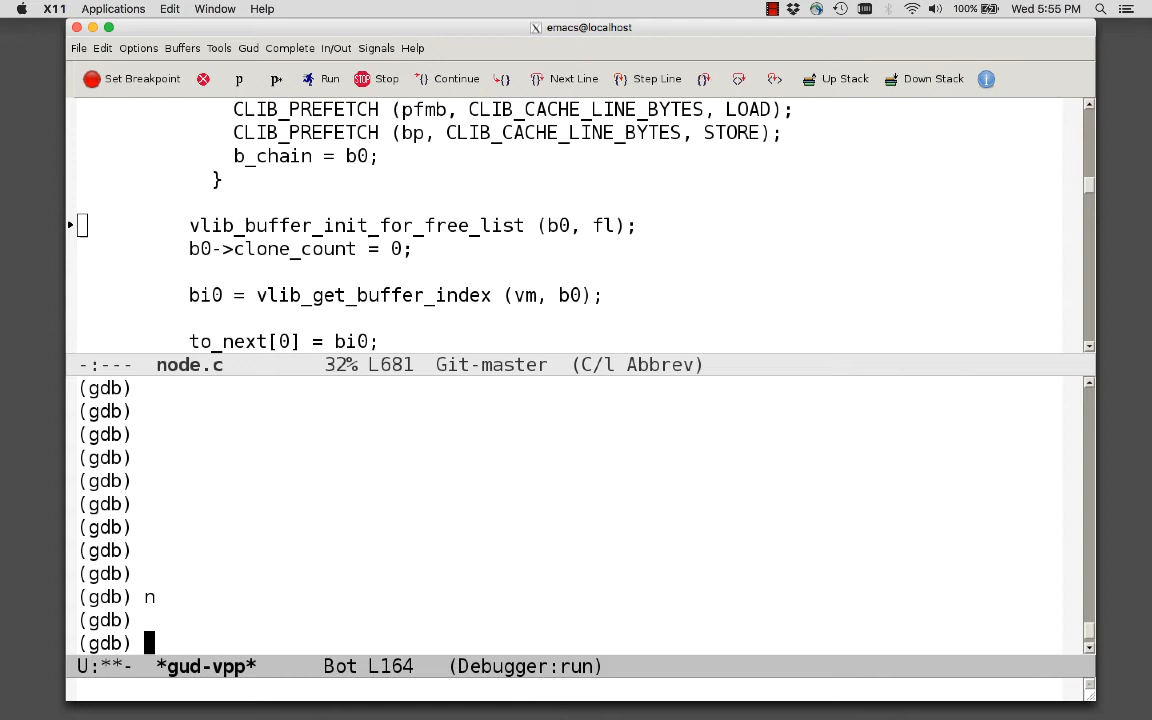 X11 Applications Edit Window Help 100% Wed 5:55 PM
emacs@localhost
File Edit Options Buffers Tools Gud Complete In/Out Signals Help
Set Breakpoint p p* Run STOP Stop Continue Next Line Step Line Up Stack Down Stack
CLIB_PREFETCH (pfmb, CLIB_CACHE_LINE_BYTES, LOAD);
CLIB_PREFETCH (bp, CLIB_CACHE_LINE_BYTES, STORE);
b_chain = b0;
}
vlib_buffer_init_for_free_list (b0, fl);
b0->clone_count = 0;
bi0 = vlib_get_buffer_index (vm, b0);
to_next[0] = bi0;
-:--- node.c 32% L681 Git-master (C/l Abbrev)
(gdb)
(gdb)
(gdb)
(gdb)
(gdb)
(gdb)
(gdb)
(gdb)
(gdb)
(gdb) n
(gdb)
(gdb)
U:**- *gud-vpp* Bot L164 (Debugger:run)